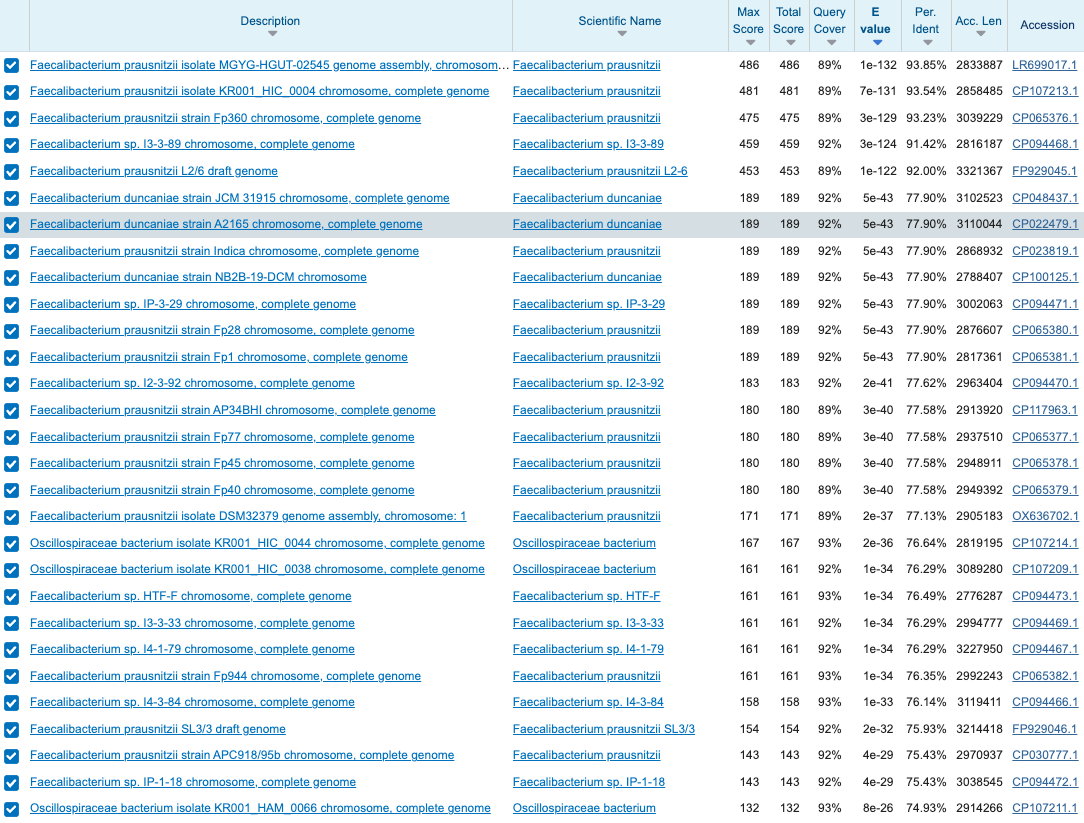 Description Scientific Name Max Score Total Score Query Cover E value Per. Ident Acc. Len Accession
Faecalibacterium prausnitzii isolate MGYG-HGUT-02545 genome assembly, chromosom... Faecalibacterium prausnitzii 486 486 89% 1e-132 93.85% 2833887 LR699017.1
Faecalibacterium prausnitzii isolate KR001_HIC_0004 chromosome, complete genome Faecalibacterium prausnitzii 481 481 89% 7e-131 93.54% 2858485 CP107213.1
Faecalibacterium prausnitzii strain Fp360 chromosome, complete genome Faecalibacterium prausnitzii 475 475 89% 3e-129 93.23% 3039229 CP065376.1
Faecalibacterium sp. I3-3-89 chromosome, complete genome Faecalibacterium sp. I3-3-89 459 459 92% 3e-124 91.42% 2816187 CP094468.1
Faecalibacterium prausnitzii L2/6 draft genome Faecalibacterium prausnitzii L2-6 453 453 89% 1e-122 92.00% 3321367 FP929045.1
Faecalibacterium duncaniae strain JCM 31915 chromosome, complete genome Faecalibacterium duncaniae 189 189 92% 5e-43 77.90% 3102523 CP048437.1
Faecalibacterium duncaniae strain A2165 chromosome, complete genome Faecalibacterium duncaniae 189 189 92% 5e-43 77.90% 3110044 CP022479.1
Faecalibacterium prausnitzii strain Indica chromosome, complete genome Faecalibacterium prausnitzii 189 189 92% 5e-43 77.90% 2868932 CP023819.1
Faecalibacterium duncaniae strain NB2B-19-DCM chromosome Faecalibacterium duncaniae 189 189 92% 5e-43 77.90% 2788407 CP100125.1
Faecalibacterium sp. IP-3-29 chromosome, complete genome Faecalibacterium sp. IP-3-29 189 189 92% 5e-43 77.90% 3002063 CP094471.1
Faecalibacterium prausnitzii strain Fp28 chromosome, complete genome Faecalibacterium prausnitzii 189 189 92% 5e-43 77.90% 2876607 CP065380.1
Faecalibacterium prausnitzii strain Fp1 chromosome, complete genome Faecalibacterium prausnitzii 189 189 92% 5e-43 77.90% 2817361 CP065381.1
Faecalibacterium sp. I2-3-92 chromosome, complete genome Faecalibacterium sp. I2-3-92 183 183 92% 2e-41 77.62% 2963404 CP094470.1
Faecalibacterium prausnitzii strain AP34BHI chromosome, complete genome Faecalibacterium prausnitzii 180 180 89% 3e-40 77.58% 2913920 CP117963.1
Faecalibacterium prausnitzii strain Fp77 chromosome, complete genome Faecalibacterium prausnitzii 180 180 89% 3e-40 77.58% 2937510 CP065377.1
Faecalibacterium prausnitzii strain Fp45 chromosome, complete genome Faecalibacterium prausnitzii 180 180 89% 3e-40 77.58% 2948911 CP065378.1
Faecalibacterium prausnitzii strain Fp40 chromosome, complete genome Faecalibacterium prausnitzii 180 180 89% 3e-40 77.58% 2949392 CP065379.1
Faecalibacterium prausnitzii isolate DSM32379 genome assembly, chromosome: 1 Faecalibacterium prausnitzii 171 171 89% 2e-37 77.13% 2905183 OX636702.1
Oscillospiraceae bacterium isolate KR001_HIC_0044 chromosome, complete genome Oscillospiraceae bacterium 167 167 93% 2e-36 76.64% 2819195 CP107214.1
Oscillospiraceae bacterium isolate KR001_HIC_0038 chromosome, complete genome Oscillospiraceae bacterium 161 161 92% 1e-34 76.29% 3089280 CP107209.1
Faecalibacterium sp. HTF-F chromosome, complete genome Faecalibacterium sp. HTF-F 161 161 93% 1e-34 76.49% 2776287 CP094473.1
Faecalibacterium sp. I3-3-33 chromosome, complete genome Faecalibacterium sp. I3-3-33 161 161 92% 1e-34 76.29% 2994777 CP094469.1
Faecalibacterium sp. I4-1-79 chromosome, complete genome Faecalibacterium sp. I4-1-79 161 161 92% 1e-34 76.29% 3227950 CP094467.1
Faecalibacterium prausnitzii strain Fp944 chromosome, complete genome Faecalibacterium prausnitzii 161 161 93% 1e-34 76.35% 2992243 CP065382.1
Faecalibacterium sp. I4-3-84 chromosome, complete genome Faecalibacterium sp. I4-3-84 158 158 93% 1e-33 76.14% 3119411 CP094466.1
Faecalibacterium prausnitzii SL3/3 draft genome Faecalibacterium prausnitzii SL3/3 154 154 92% 2e-32 75.93% 3214418 FP929046.1
Faecalibacterium prausnitzii strain APC918/95b chromosome, complete genome Faecalibacterium prausnitzii 143 143 92% 4e-29 75.43% 2970937 CP030777.1
Faecalibacterium sp. IP-1-18 chromosome, complete genome Faecalibacterium sp. IP-1-18 143 143 92% 4e-29 75.43% 3038545 CP094472.1
Oscillospiraceae bacterium isolate KR001_HAM_0066 chromosome, complete genome Oscillospiraceae bacterium 132 132 93% 8e-26 74.93% 2914266 CP107211.1